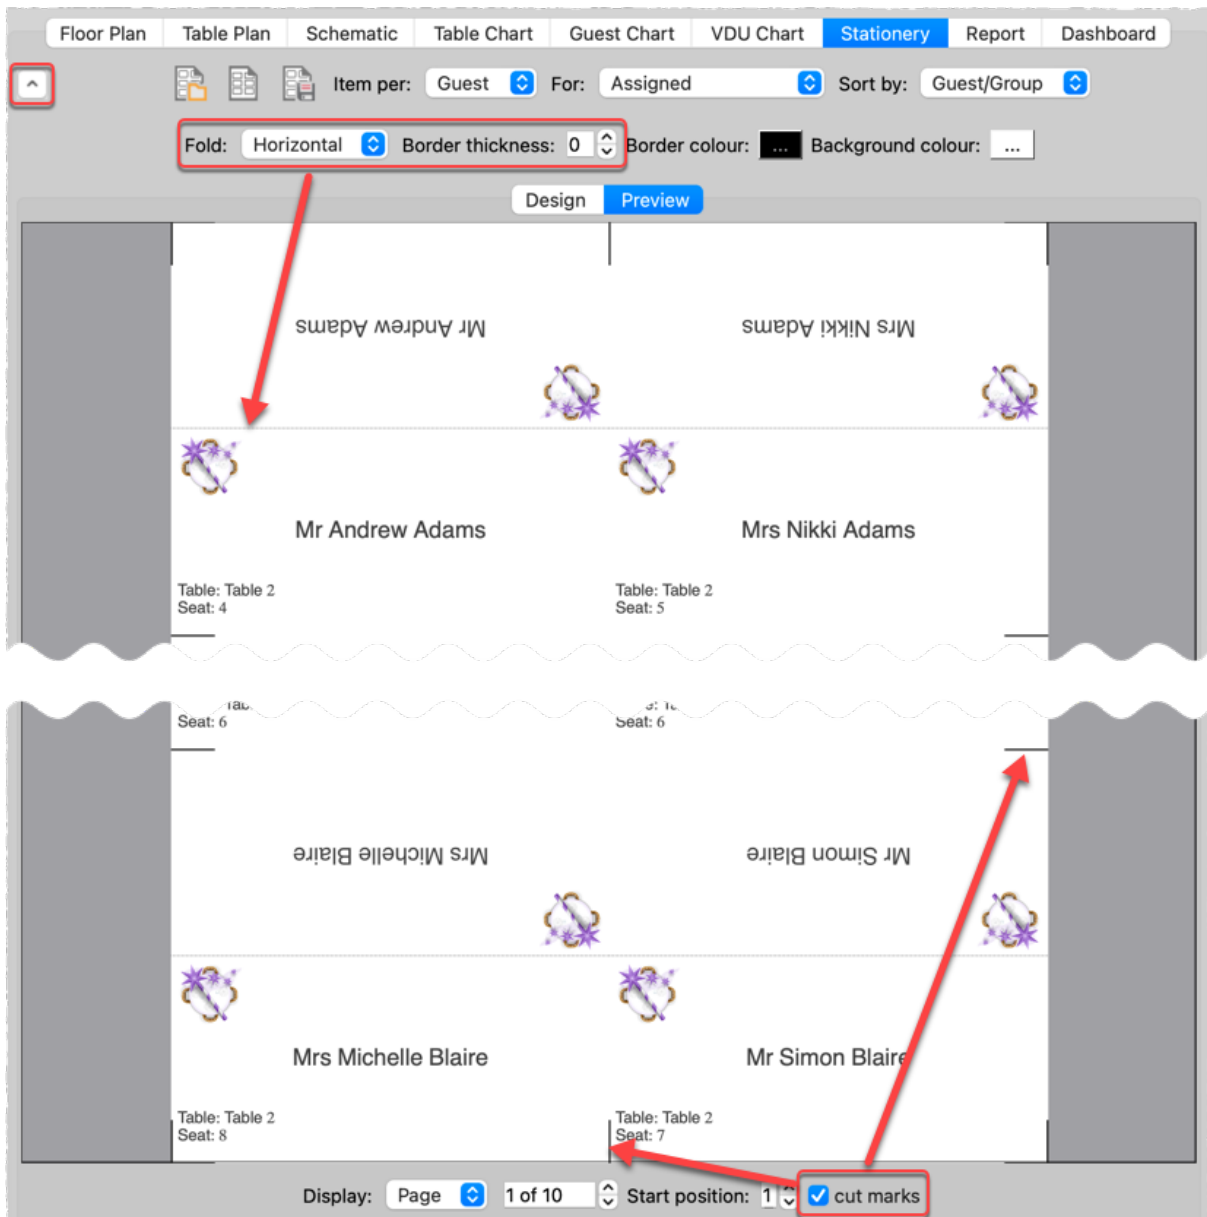 Floor Plan Table Plan Schematic Table Chart Guest Chart VDU Chart Stationery Report Dashboard
Item per: Guest For: Assigned Sort by: Guest/Group
Fold: Horizontal Border thickness: 0 Border colour: ... Background colour: ...
Design Preview
Mr Andrew Adams Mrs Nikki Adams
Mr Andrew Adams Mrs Nikki Adams
Table: Table 2 Table: Table 2
Seat: 4 Seat: 5
Seat: 6 Seat: 6
Mrs Michelle Blaire Mr Simon Blaire
Mrs Michelle Blaire Mr Simon Blaire
Table: Table 2 Table: Table 2
Seat: 8 Seat: 7
Display: Page 1 of 10 Start position: 1 cut marks